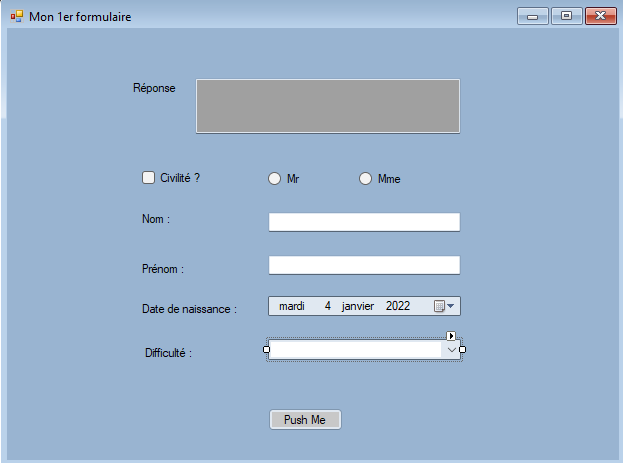 Mon 1er formulaire
Réponse
Civilité ? Mr Mme
Nom :
Prénom :
Date de naissance : mardi 4 janvier 2022
Difficulté :
Push Me